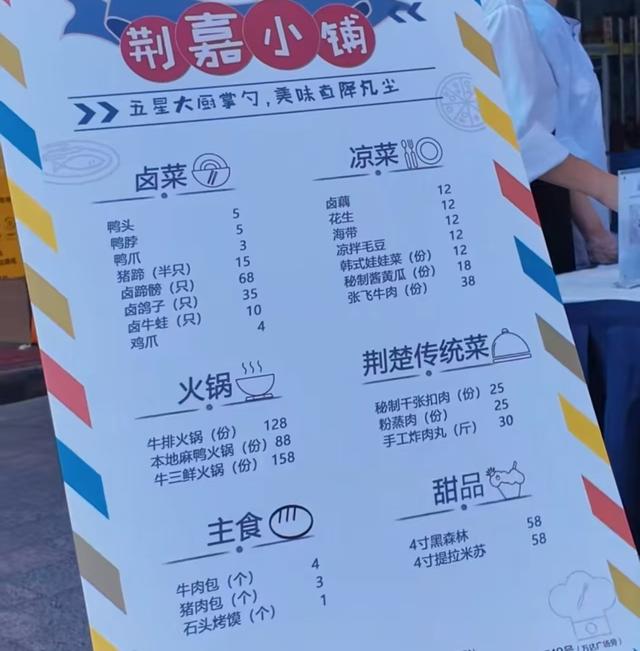 荆嘉小铺
五星大厨掌勺,美味直降凡尘
卤菜
鸭头 5
鸭脖 5
鸭爪 3
猪蹄（半只） 15
卤蹄膀（只） 68
卤鸽子（只） 35
卤牛蛙（只） 10
鸡爪 4
凉菜
卤藕 12
花生 12
海带 12
凉拌毛豆 12
韩式娃娃菜（份） 12
秘制酱黄瓜（份） 18
张飞牛肉（份） 38
火锅
牛排火锅（份） 128
本地麻鸭火锅（份） 88
牛三鲜火锅（份） 158
荆楚传统菜
秘制千张扣肉（份） 25
粉蒸肉（份） 25
手工炸肉丸（斤） 30
主食
牛肉包（个） 4
猪肉包（个） 3
石头烤馍（个） 1
甜品
4寸黑森林 58
4寸提拉米苏 58
（万达广场旁）